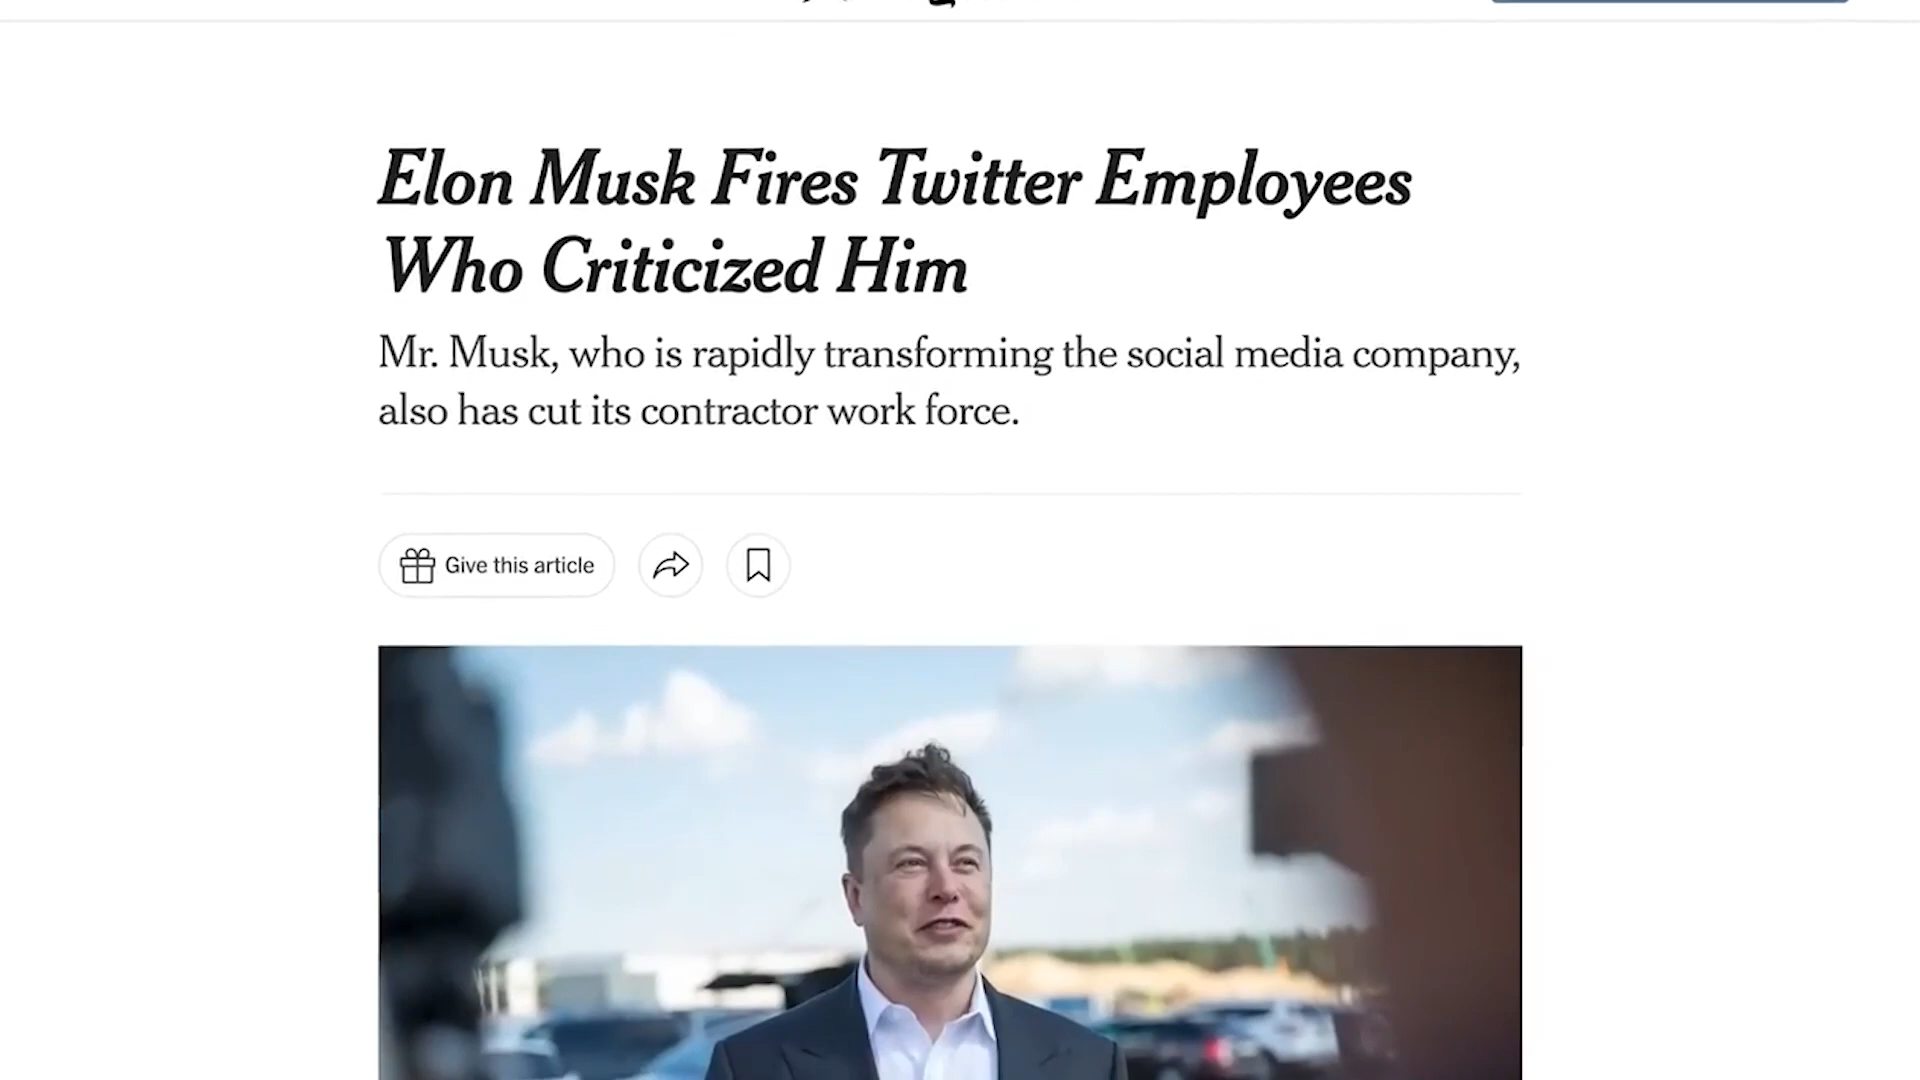 Elon Musk Fires Twitter Employees
Who Criticized Him
Mr. Musk, who is rapidly transforming the social media company,
also has cut its contractor work force.
Give this article